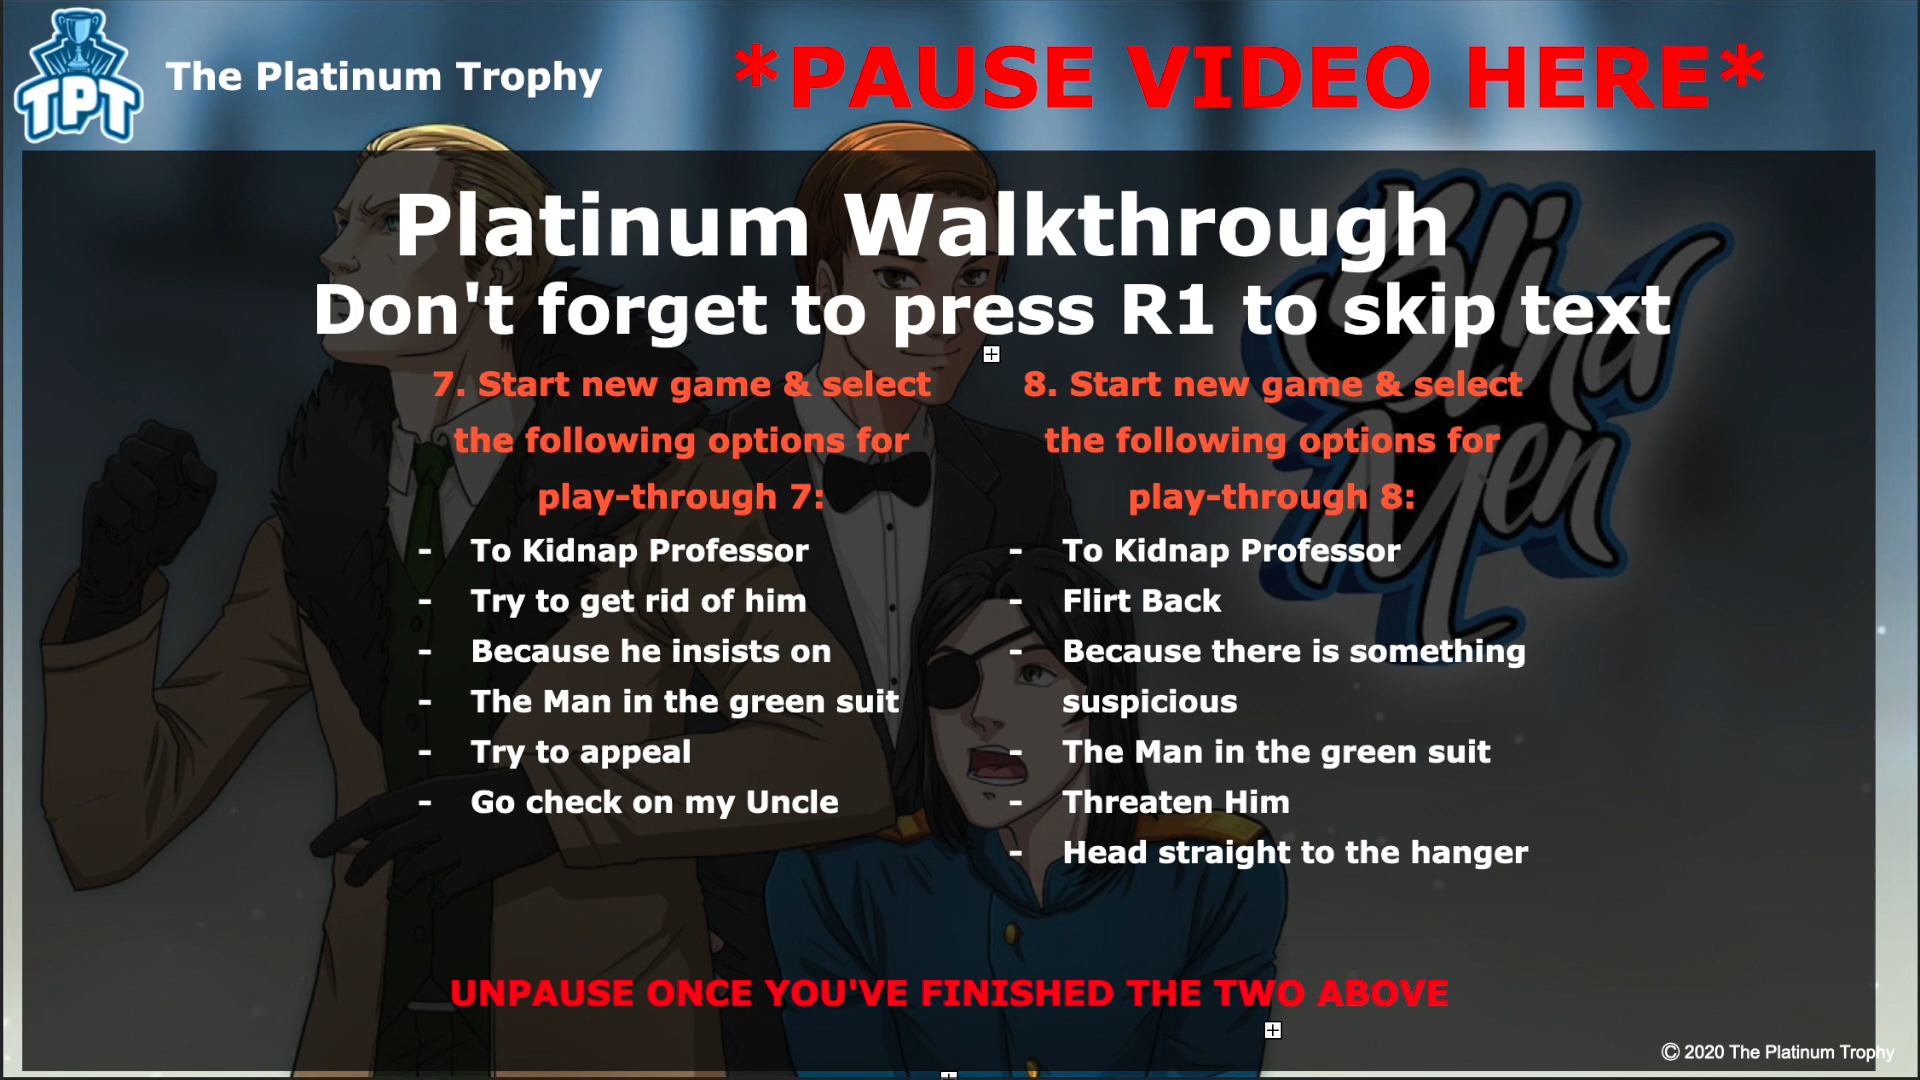 TPT
The Platinum Trophy
*PAUSE VIDEO HERE*
Blind
Men
Platinum Walkthrough
Don't forget to press R1 to skip text
7. Start new game & select
the following options for
play-through 7:
- To Kidnap Professor
- Try to get rid of him
- Because he insists on
- The Man in the green suit
- Try to appeal
- Go check on my Uncle
8. Start new game & select
the following options for
play-through 8:
- To Kidnap Professor
- Flirt Back
- Because there is something
suspicious
- The Man in the green suit
- Threaten Him
- Head straight to the hanger
UNPAUSE ONCE YOU'VE FINISHED THE TWO ABOVE
© 2020 The Platinum Trophy